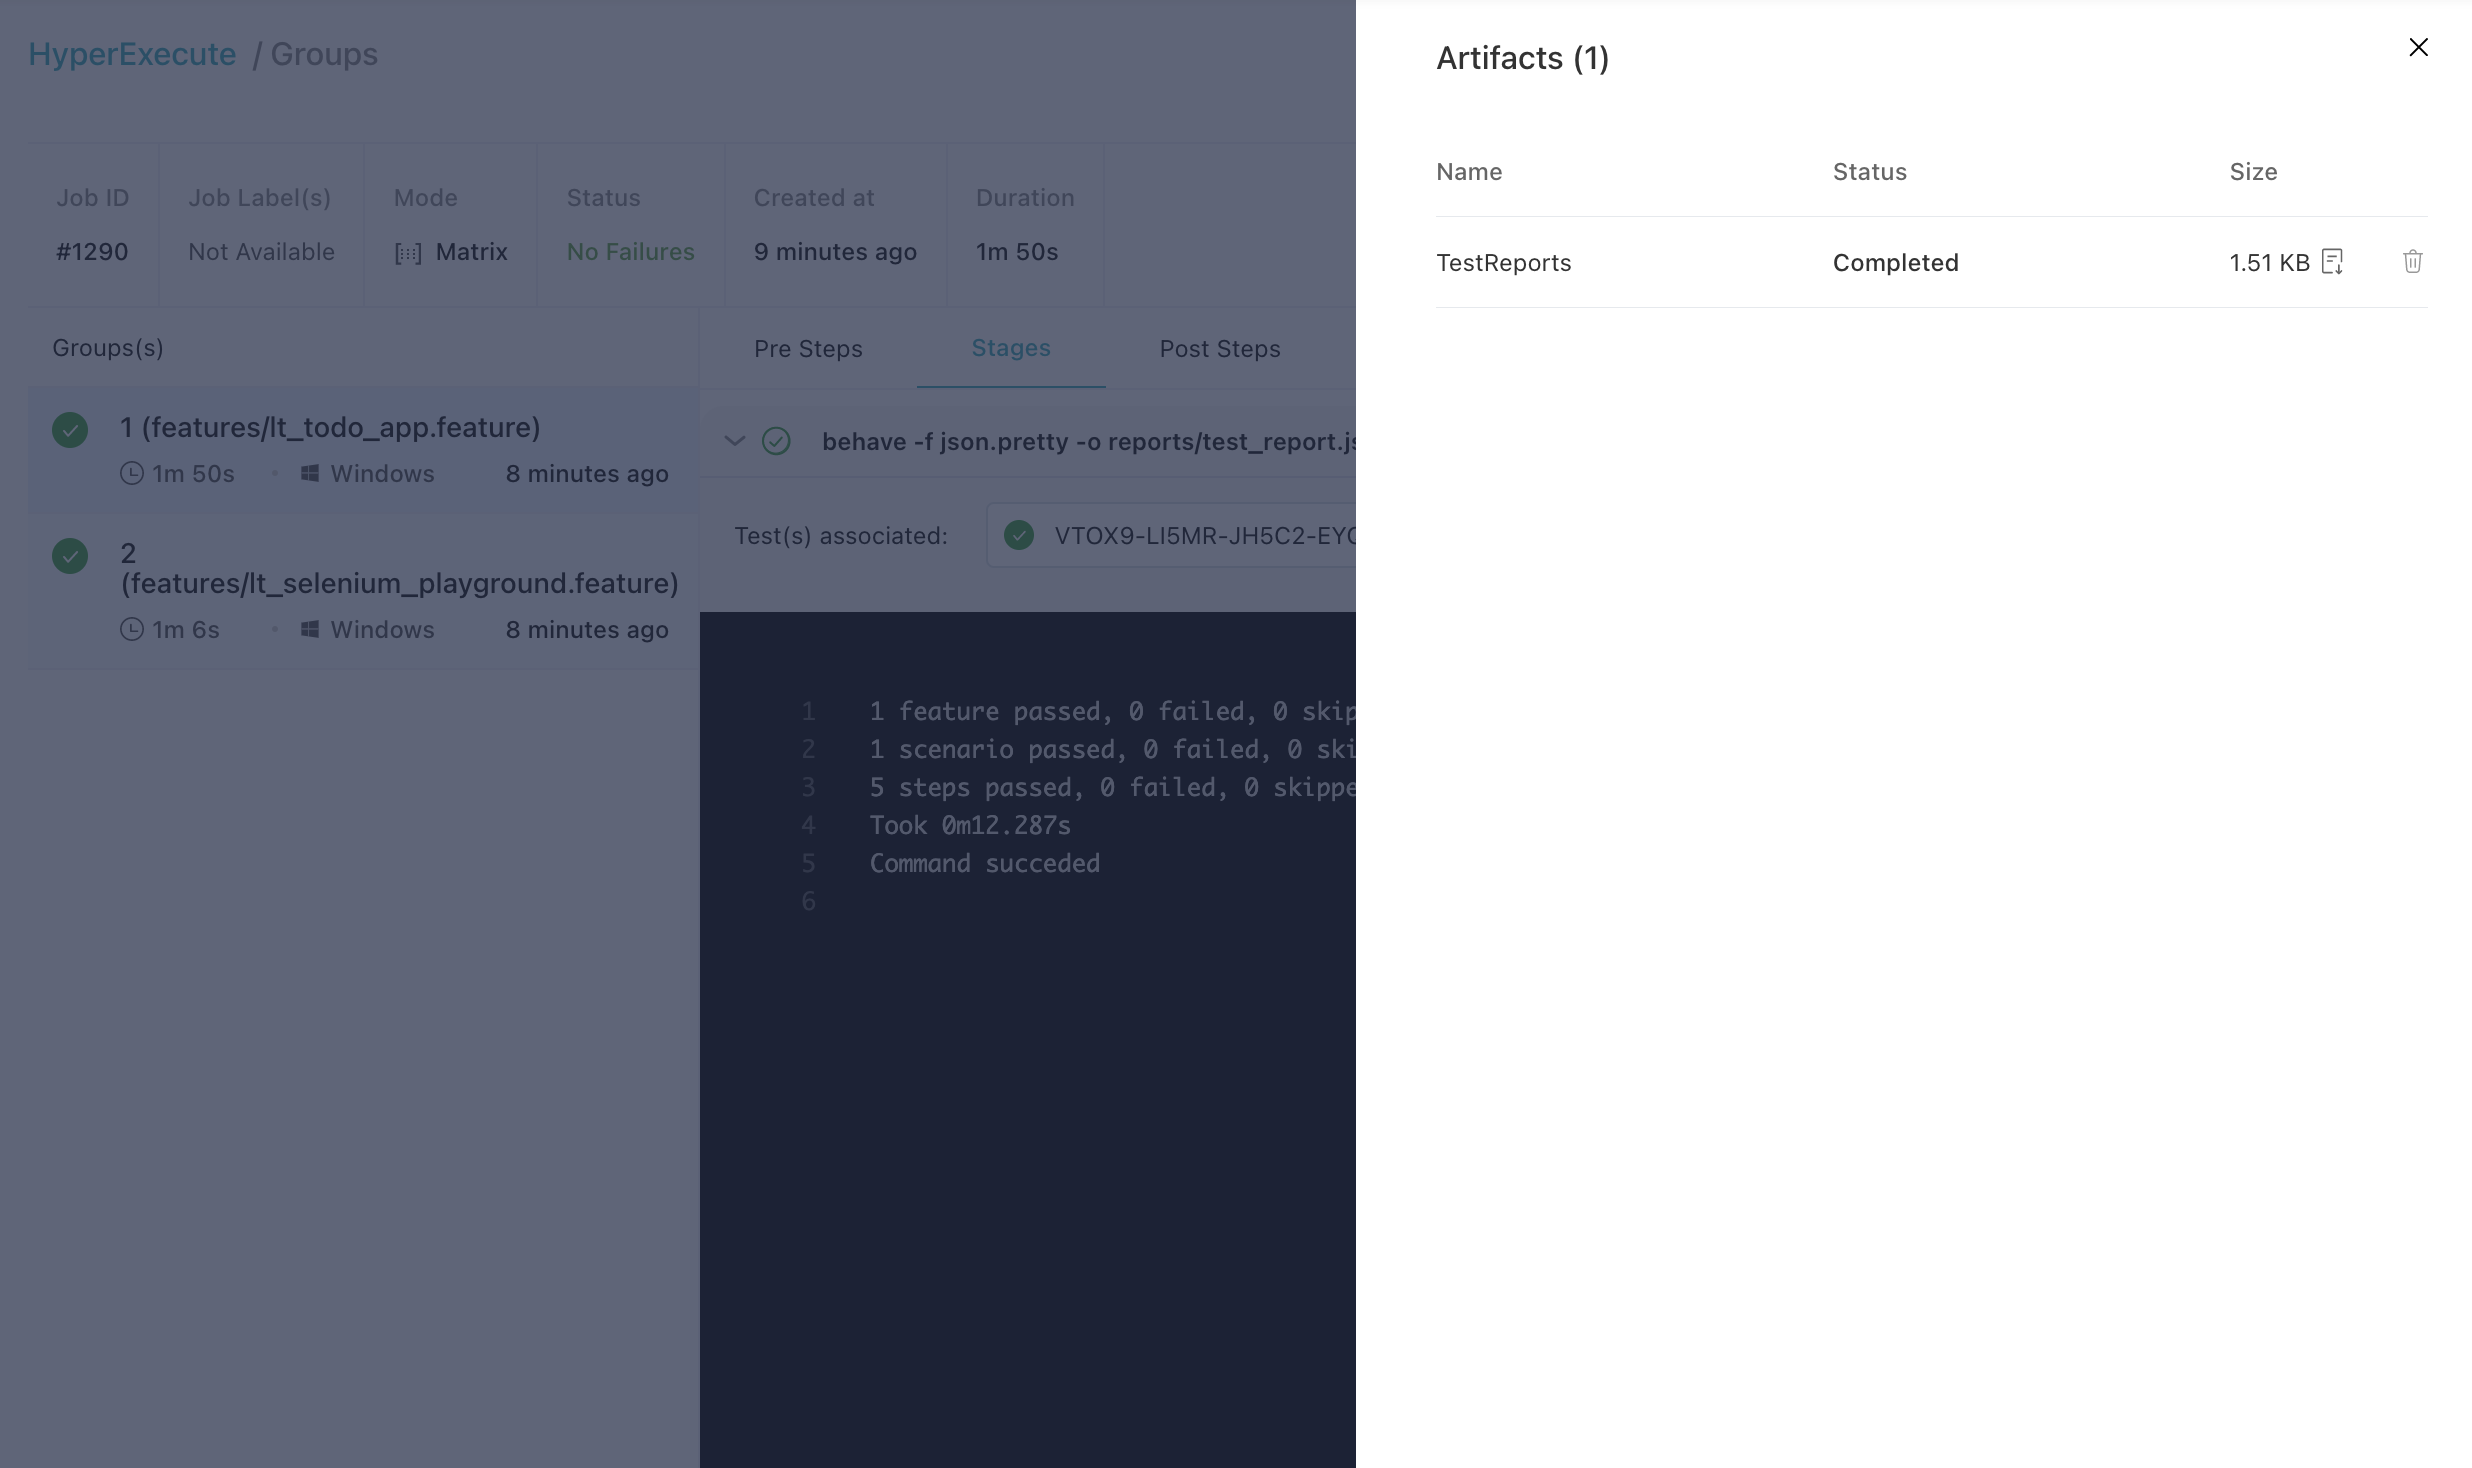 HyperExecute / Groups
Job ID
#1290
Job Label(s)
Not Available
Mode
Matrix
Status
No Failures
Created at
9 minutes ago
Duration
1m 50s
Groups(s)
1 (features/lt_todo_app.feature)
1m 50s • Windows 8 minutes ago
2
(features/lt_selenium_playground.feature)
1m 6s • Windows 8 minutes ago
Pre Steps Stages Post Steps
behave -f json.pretty -o reports/test_report.js
Test(s) associated: VTOX9-LI5MR-JH5C2-EY
1 1 feature passed, 0 failed, 0 skip
2 1 scenario passed, 0 failed, 0 ski
3 5 steps passed, 0 failed, 0 skippe
4 Took 0m12.287s
5 Command succeded
6
Artifacts (1)
Name Status Size
TestReports Completed 1.51 KB